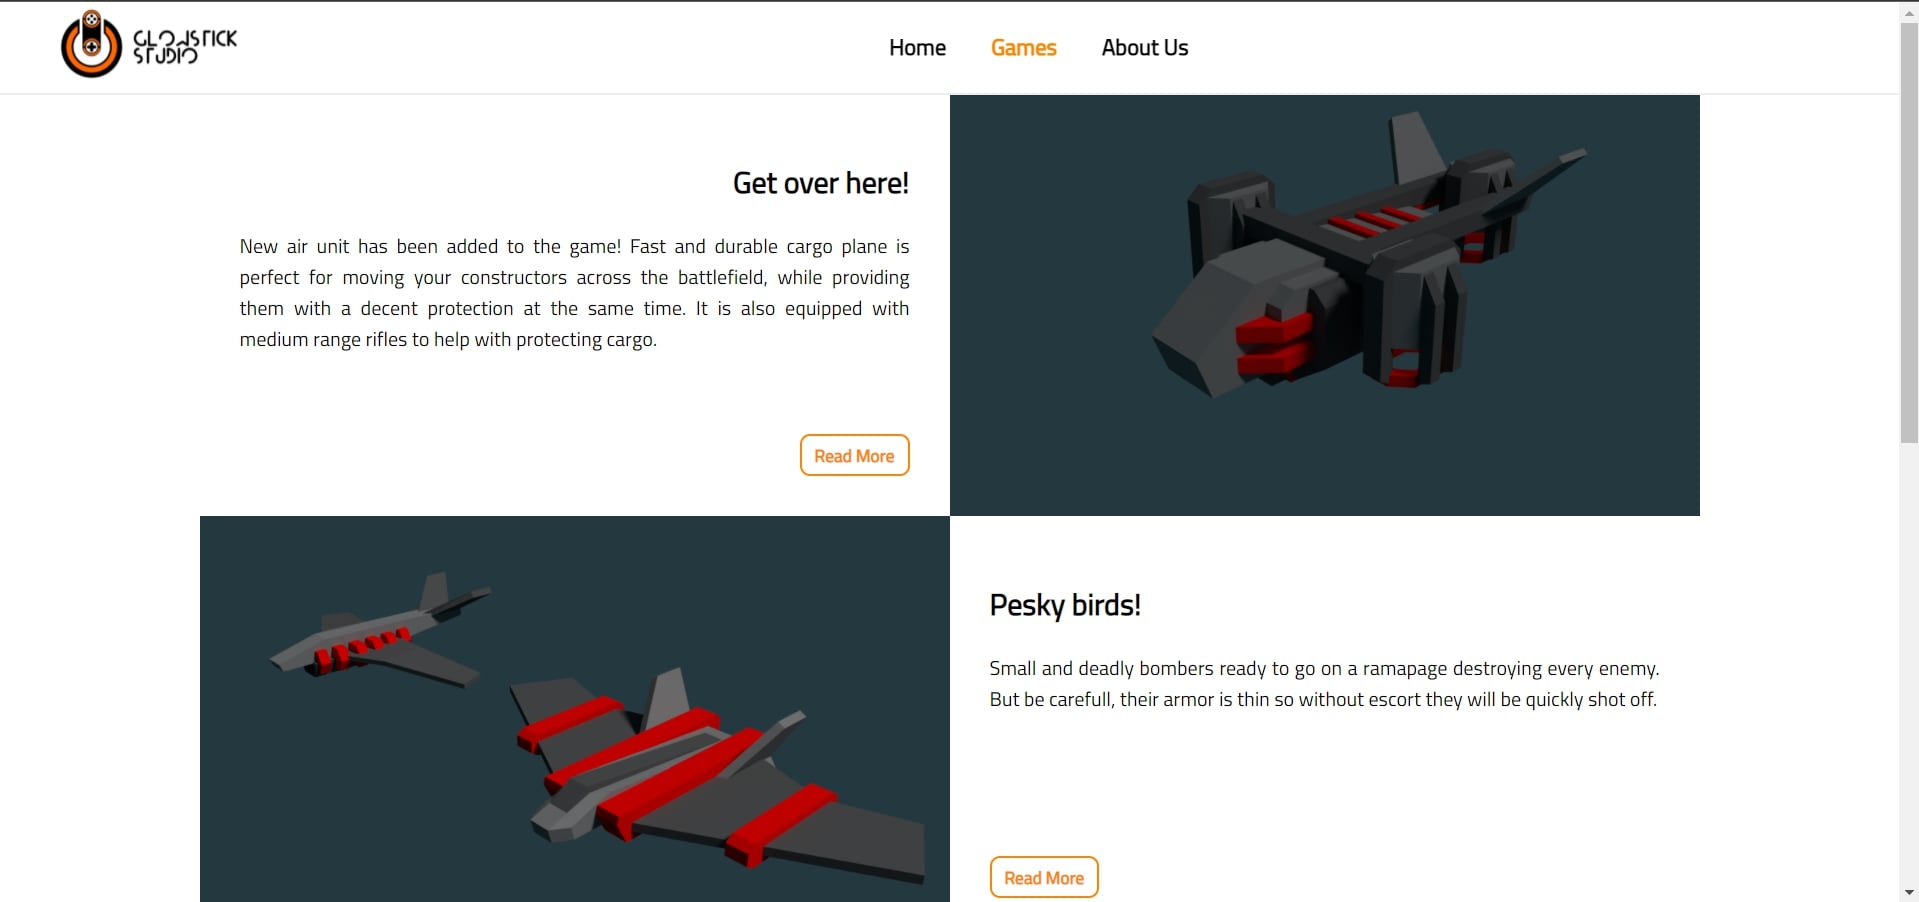 GLOWSTICK
STUDIO
Home
Games
About Us
Get over here!
New air unit has been added to the game! Fast and durable cargo plane is
perfect for moving your constructors across the battlefield, while providing
them with a decent protection at the same time. It is also equipped with
medium range rifles to help with protecting cargo.
Read More
Pesky birds!
Small and deadly bombers ready to go on a ramapage destroying every enemy.
But be carefull, their armor is thin so without escort they will be quickly shot off.
Read More